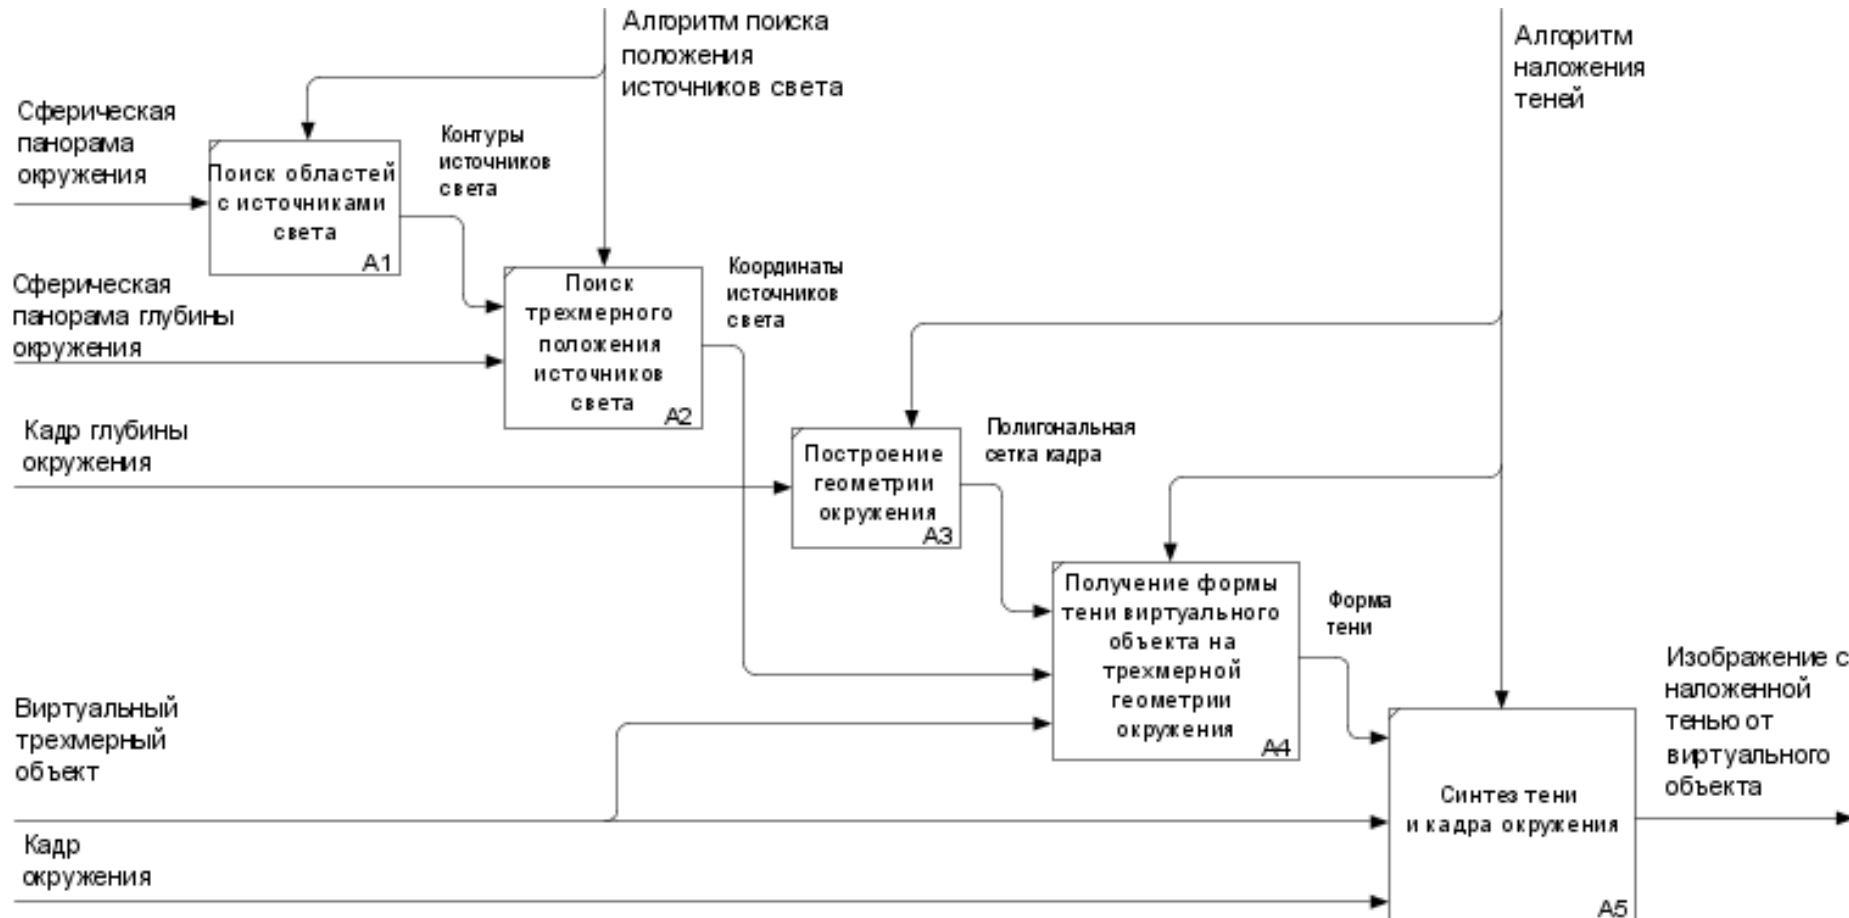 Алгоритм поиска
положения
источников света
Алгоритм
наложения
теней
Сферическая
панорама
окружения
Контуры
источников
света
Поиск областей
с источниками
света
A1
Сферическая
панорама глубины
окружения
Поиск
трехмерного
положения
источников
света
A2
Координаты
источников
света
Кадр глубины
окружения
Построение
геометрии
окружения
A3
Полигональная
сетка кадра
Получение формы
тени виртуального
объекта на
трехмерной
геометрии
окружения
A4
Форма
тени
Виртуальный
трехмерный
объект
Кадр
окружения
Синтез тени
и кадра окружения
A5
Изображение с
наложенной
тенью от
виртуального
объекта